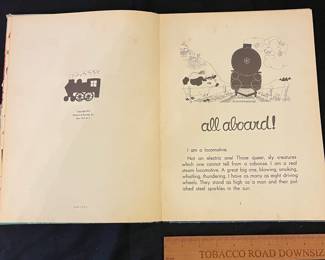 all aboard!
I am a locomotive.
Not an electric one! Those queer, sly creatures
which one cannot tell from a caboose. I am a real
steam locomotive. A great big one, blowing, smoking,
whistling, thundering. I have as many as eight driving
wheels. They stand as high as a man and their pol-
ished steel sparkles in the sun.
TOBACCO ROAD DOWNSIZ